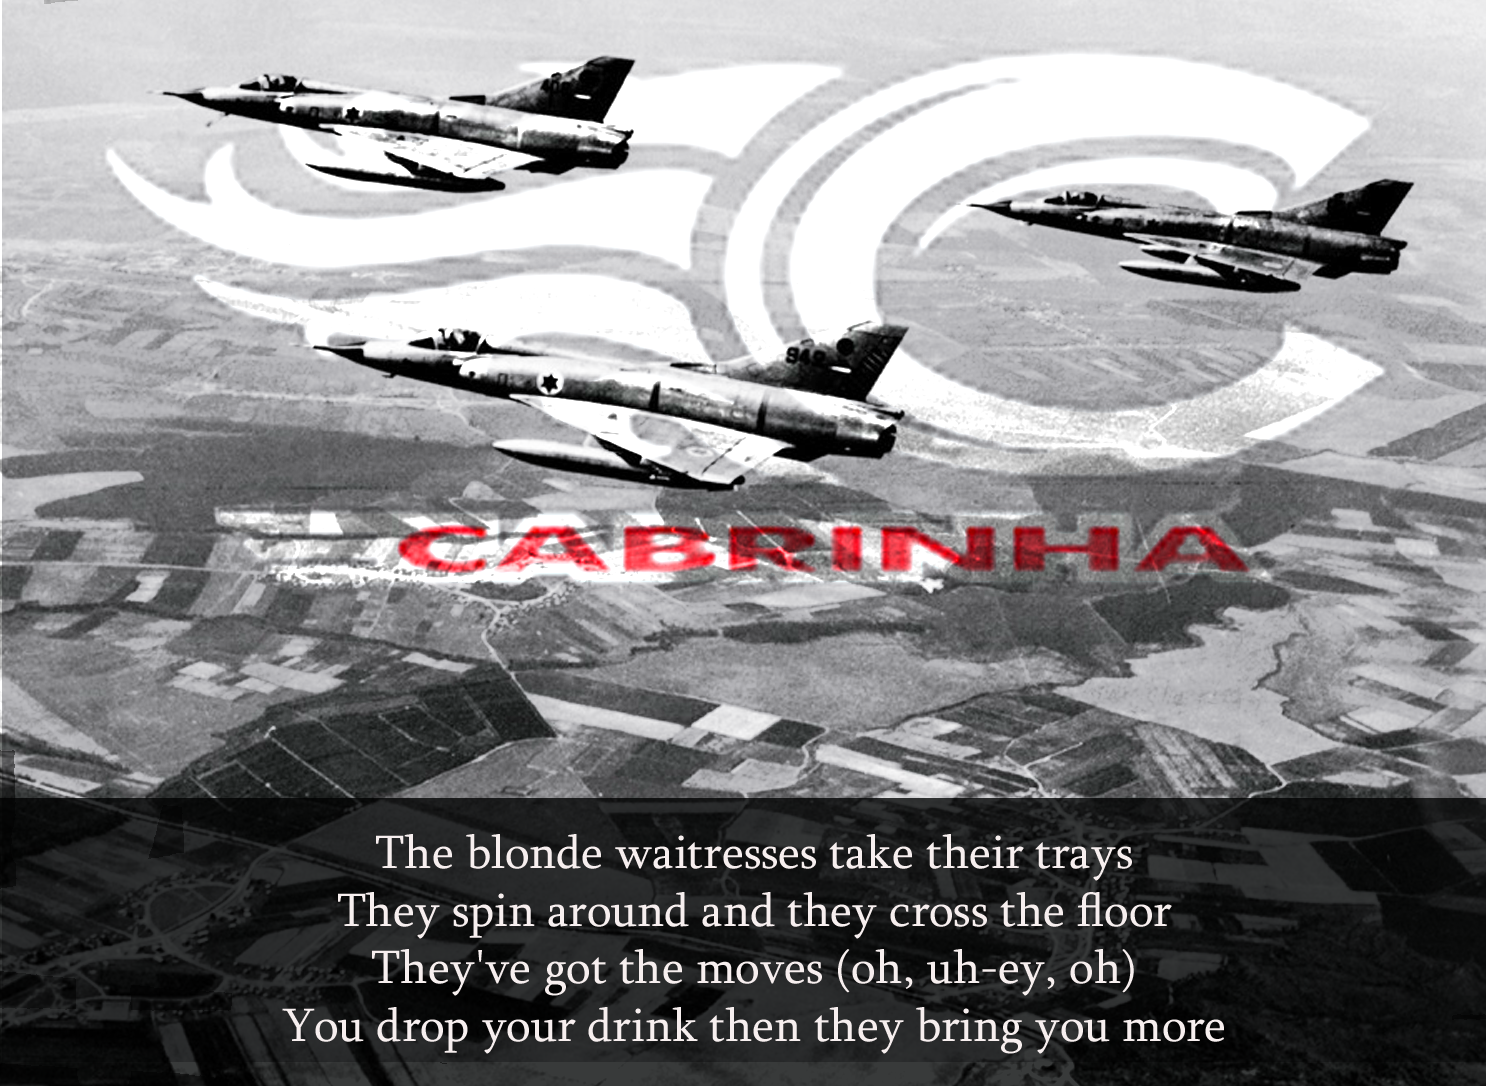 CABRINHA
The blonde waitresses take their trays
They spin around and they cross the floor
They've got the moves (oh, uh-ey, oh)
You drop your drink then they bring you more